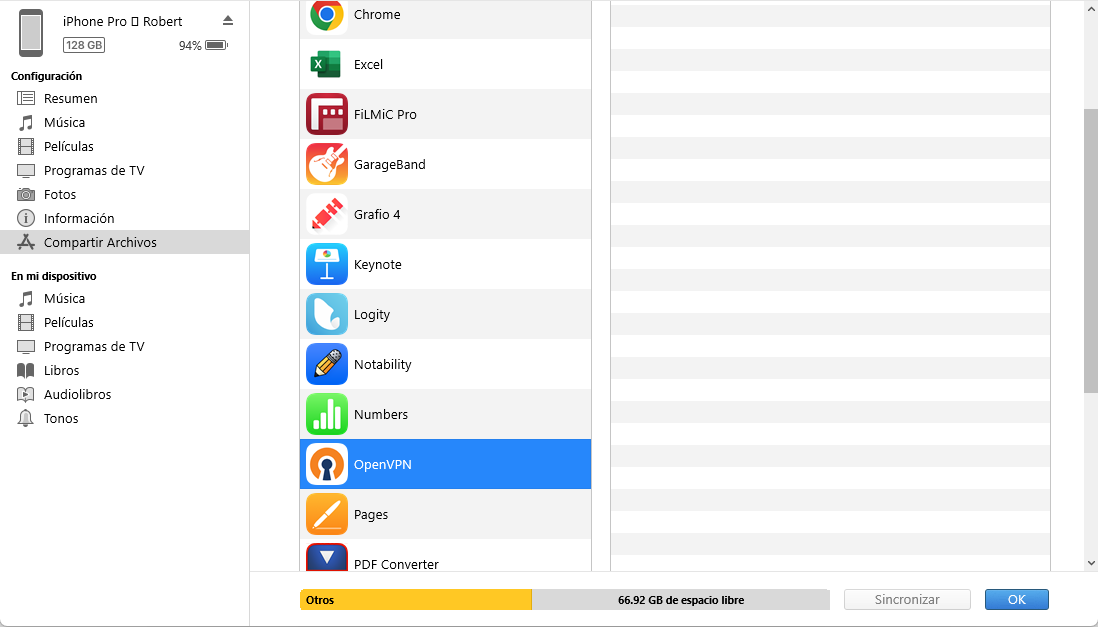 iPhone Pro  Robert
128 GB
94%
Configuración
Resumen
Música
Películas
Programas de TV
Fotos
Información
Compartir Archivos
En mi dispositivo
Música
Películas
Programas de TV
Libros
Audiolibros
Tonos
Chrome
Excel
FiLMiC Pro
GarageBand
Grafio 4
Keynote
Logity
Notability
Numbers
OpenVPN
Pages
PDF Converter
Otros
66.92 GB de espacio libre
Sincronizar
OK